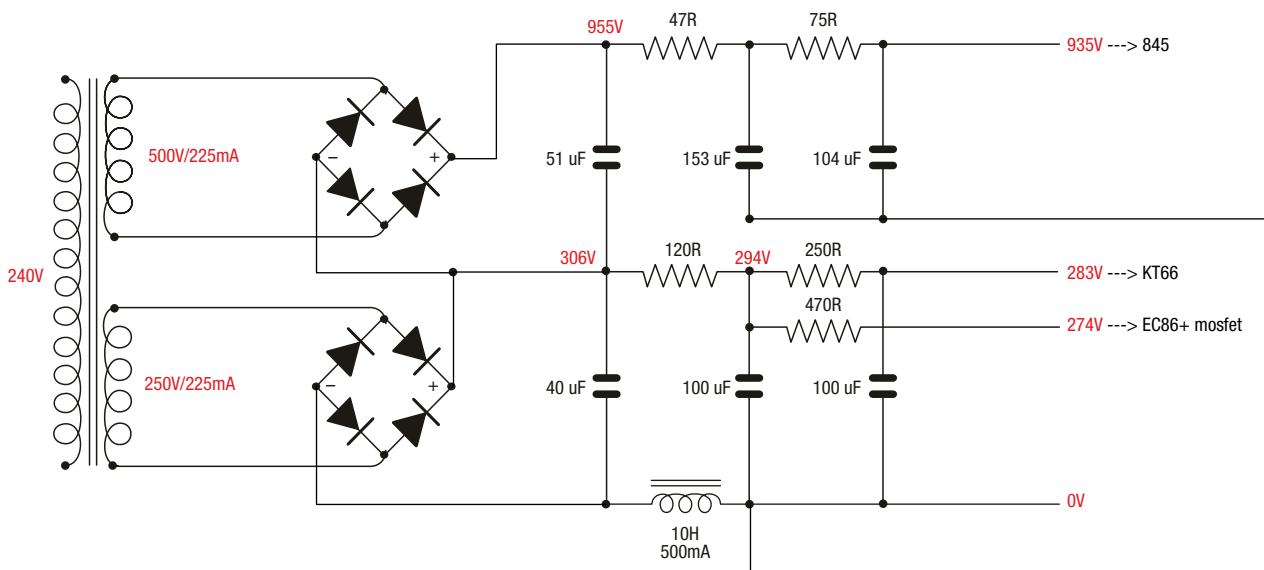 955V
47R
75R
935V ---> 845
500V/225mA
−
+
51 uF
153 uF
104 uF
240V
306V
120R
294V
250R
283V ---> KT66
470R
274V ---> EC86+ mosfet
250V/225mA
−
+
40 uF
100 uF
100 uF
0V
10H
500mA